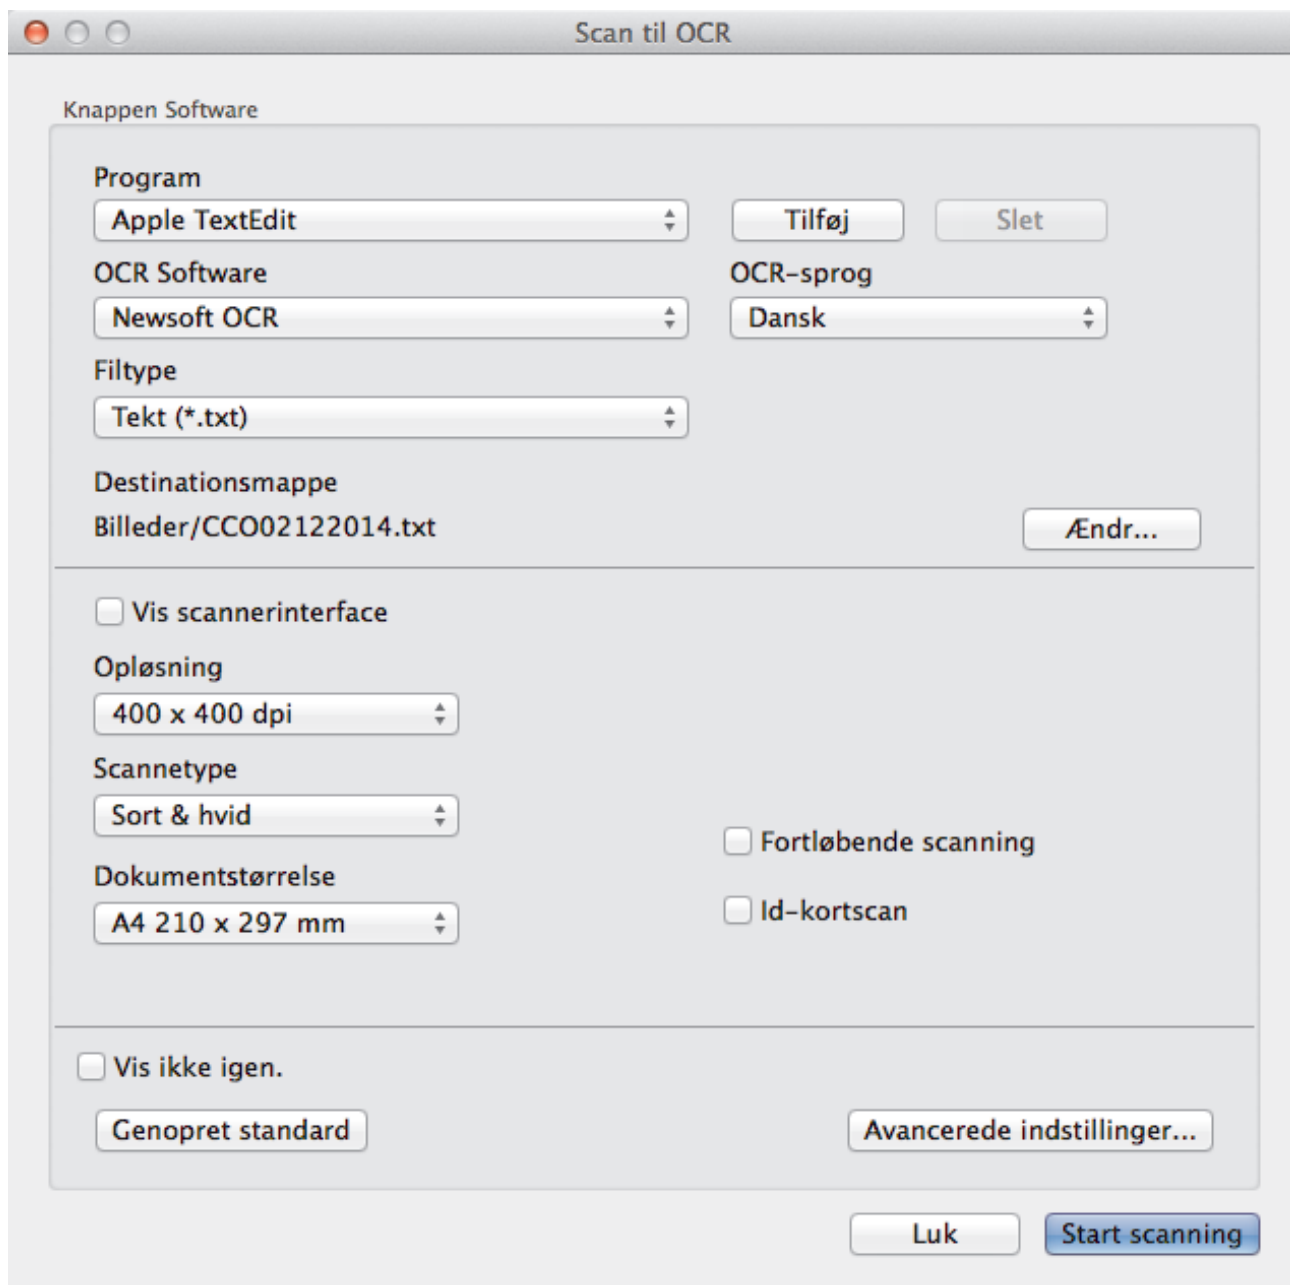 Scan til OCR
Knappen Software
Program
Apple TextEdit Tilføj Slet
OCR Software OCR-sprog
Newsoft OCR Dansk
Filtype
Tekt (*.txt)
Destinationsmappe
Billeder/CCO02122014.txt Ændr...
Vis scannerinterface
Opløsning
400 x 400 dpi
Scannetype
Sort & hvid
Fortløbende scanning
Dokumentstørrelse
A4 210 x 297 mm Id-kortscan
Vis ikke igen.
Genopret standard Avancerede indstillinger...
Luk Start scanning